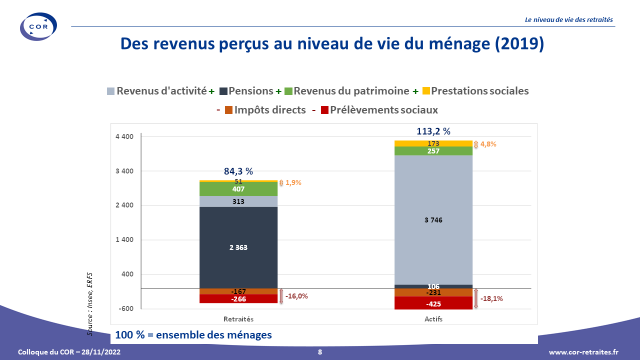 Le niveau de vie des retraités
COR
Des revenus perçus au niveau de vie du ménage (2019)
Revenus d'activité + Pensions + Revenus du patrimoine + Prestations sociales
- Impôts directs - Prélèvements sociaux
113,2 %
4 400
173
4,8%
257
84,3 %
3 400
51
1,9%
407
313
2 400
3 746
2 363
1 400
400
106
-167
-231
-266
-16,0%
-425
-18,1%
-600
Retraités
Actifs
Source : Insee, ERFS
100 % = ensemble des ménages
Colloque du COR – 28/11/2022
8
www.cor-retraites.fr